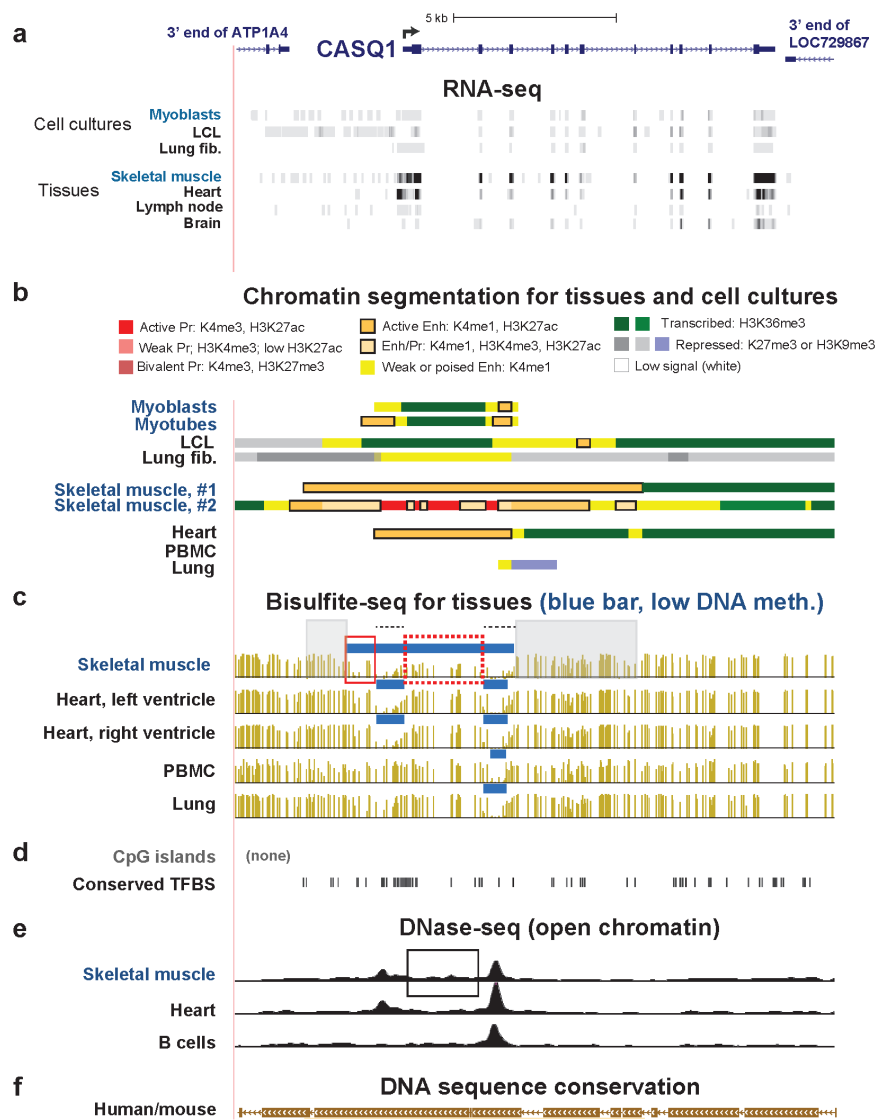 a
5 kb
3' end of ATP1A4
CASQ1
3' end of
LOC729867
RNA-seq
Cell cultures
Myoblasts
LCL
Lung fib.
Tissues
Skeletal muscle
Heart
Lymph node
Brain
b
Chromatin segmentation for tissues and cell cultures
Active Pr: K4me3, H3K27ac
Active Enh: K4me1, H3K27ac
Transcribed: H3K36me3
Weak Pr; H3K4me3; low H3K27ac
Enh/Pr: K4me1, H3K4me3, H3K27ac
Repressed: K27me3 or H3K9me3
Bivalent Pr: K4me3, H3K27me3
Weak or poised Enh: K4me1
Low signal (white)
Myoblasts
Myotubes
LCL
Lung fib.
Skeletal muscle, #1
Skeletal muscle, #2
Heart
PBMC
Lung
c
Bisulfite-seq for tissues (blue bar, low DNA meth.)
Skeletal muscle
Heart, left ventricle
Heart, right ventricle
PBMC
Lung
d
CpG islands
(none)
Conserved TFBS
e
DNase-seq (open chromatin)
Skeletal muscle
Heart
B cells
f
DNA sequence conservation
Human/mouse